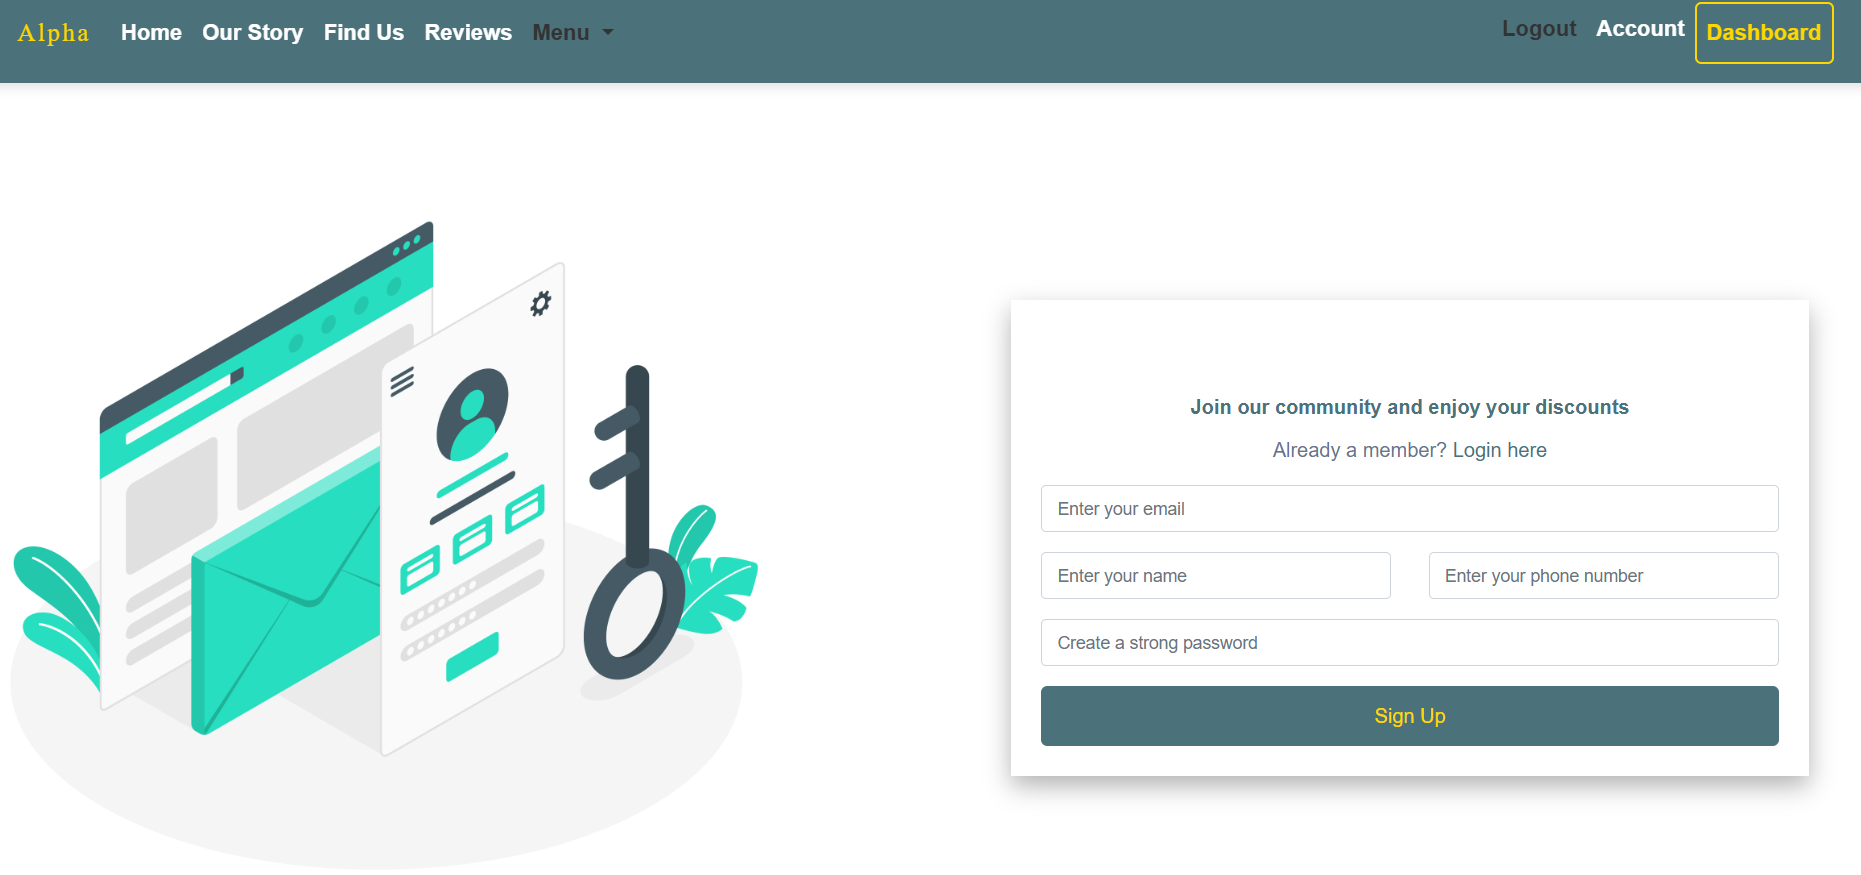 Alpha Home Our Story Find Us Reviews Menu Logout Account Dashboard
Join our community and enjoy your discounts
Already a member? Login here
Enter your email
Enter your name Enter your phone number
Create a strong password
Sign Up